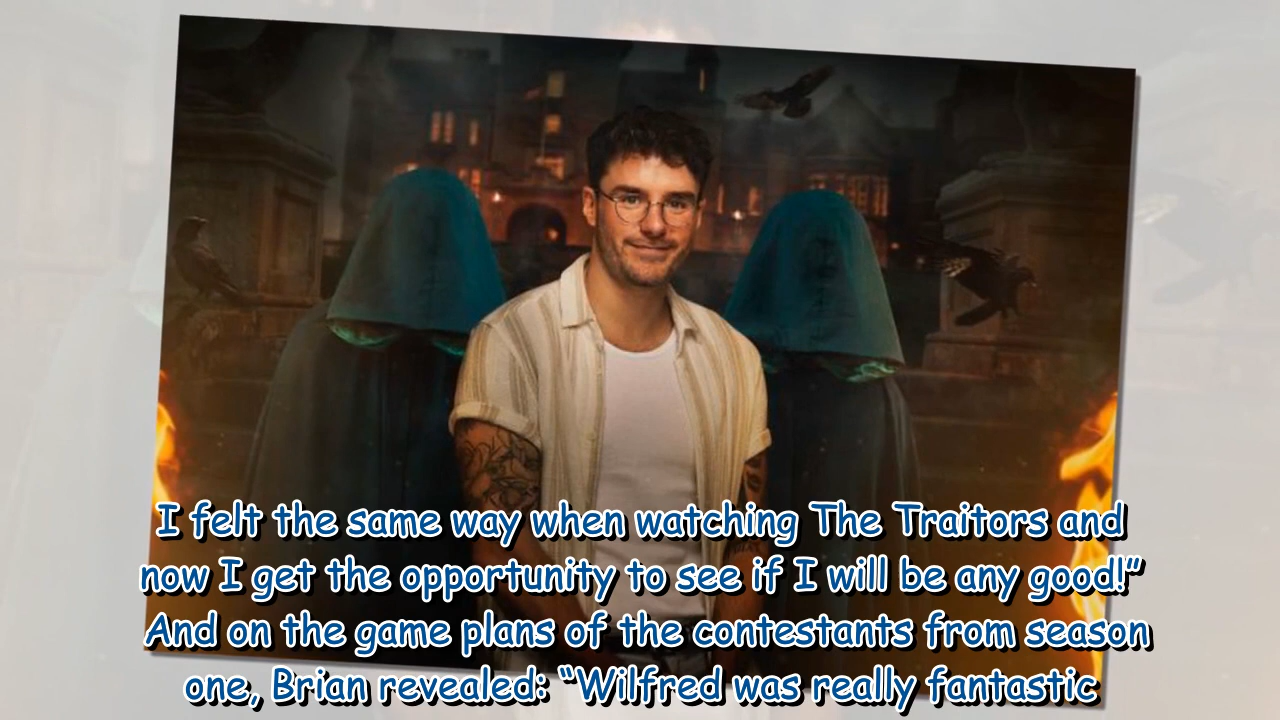 I felt the same way when watching The Traitors and
now I get the opportunity to see if I will be any good!”
And on the game plans of the contestants from season
one, Brian revealed: “Wilfred was really fantastic